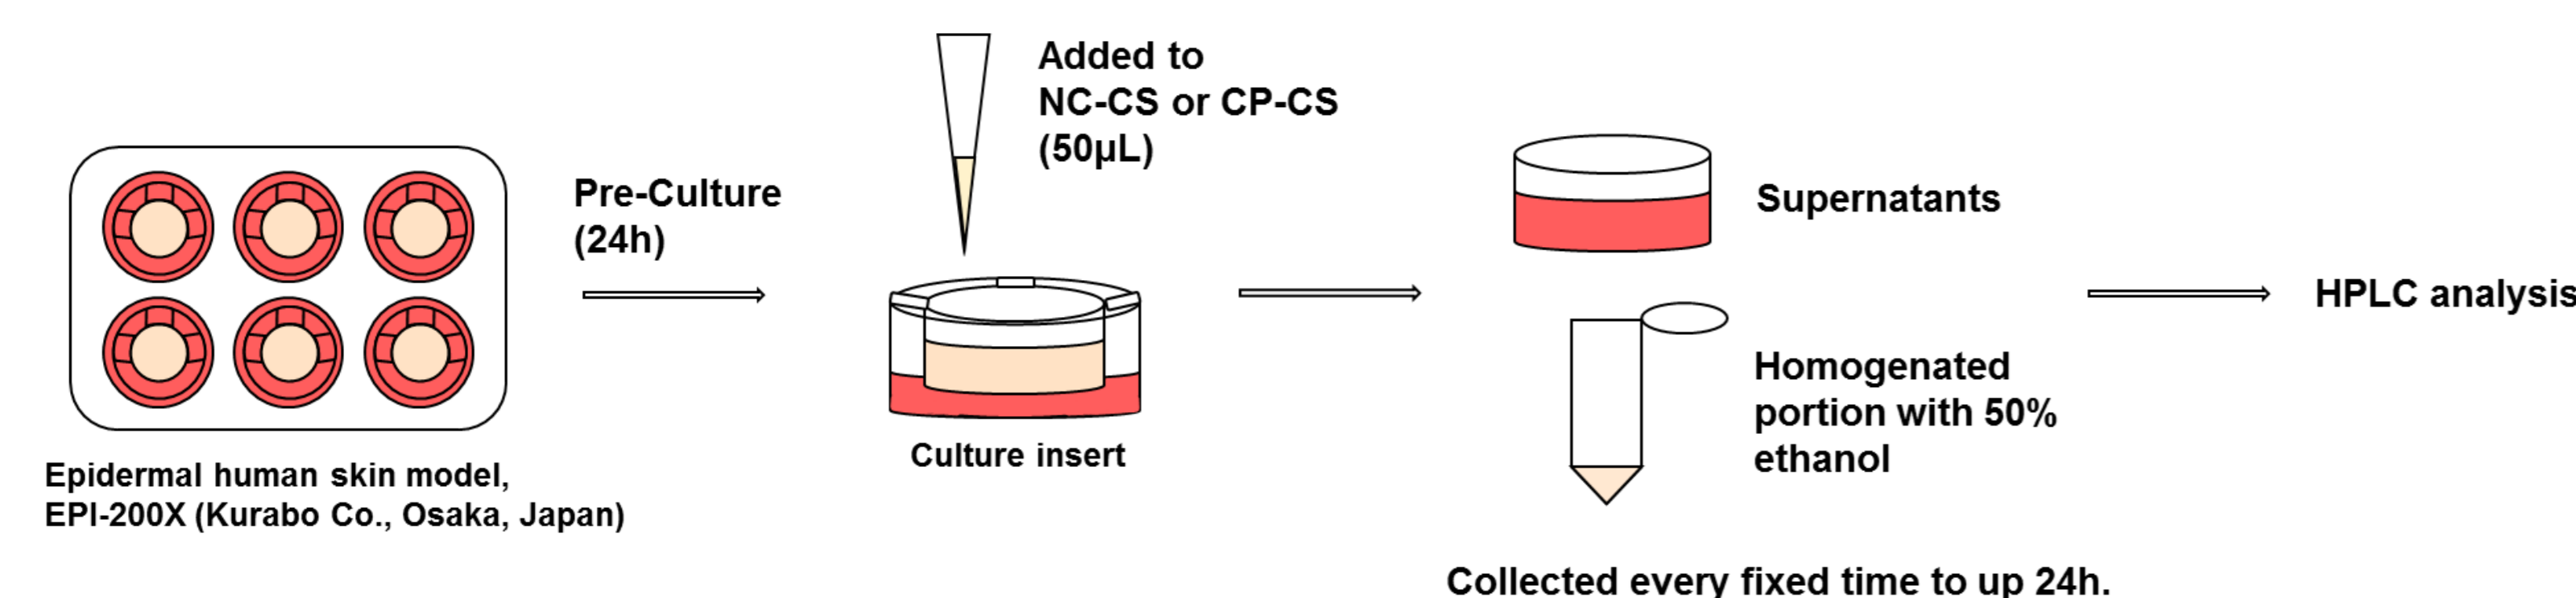 Added to
NC-CS or CP-CS
(50μL)
Pre-Culture
(24h)
Supernatants
HPLC analysis
Homogenated
portion with 50%
ethanol
Culture insert
Epidermal human skin model,
EPI-200X (Kurabo Co., Osaka, Japan)
Collected every fixed time to up 24h.